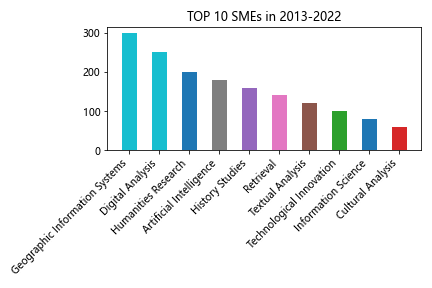 TOP 10 SMEs in 2013-2022
300
200
100
0
Geographic Information Systems
Digital Analysis
Humanities Research
Artificial Intelligence
History Studies
Retrieval
Textual Analysis
Technological Innovation
Information Science
Cultural Analysis